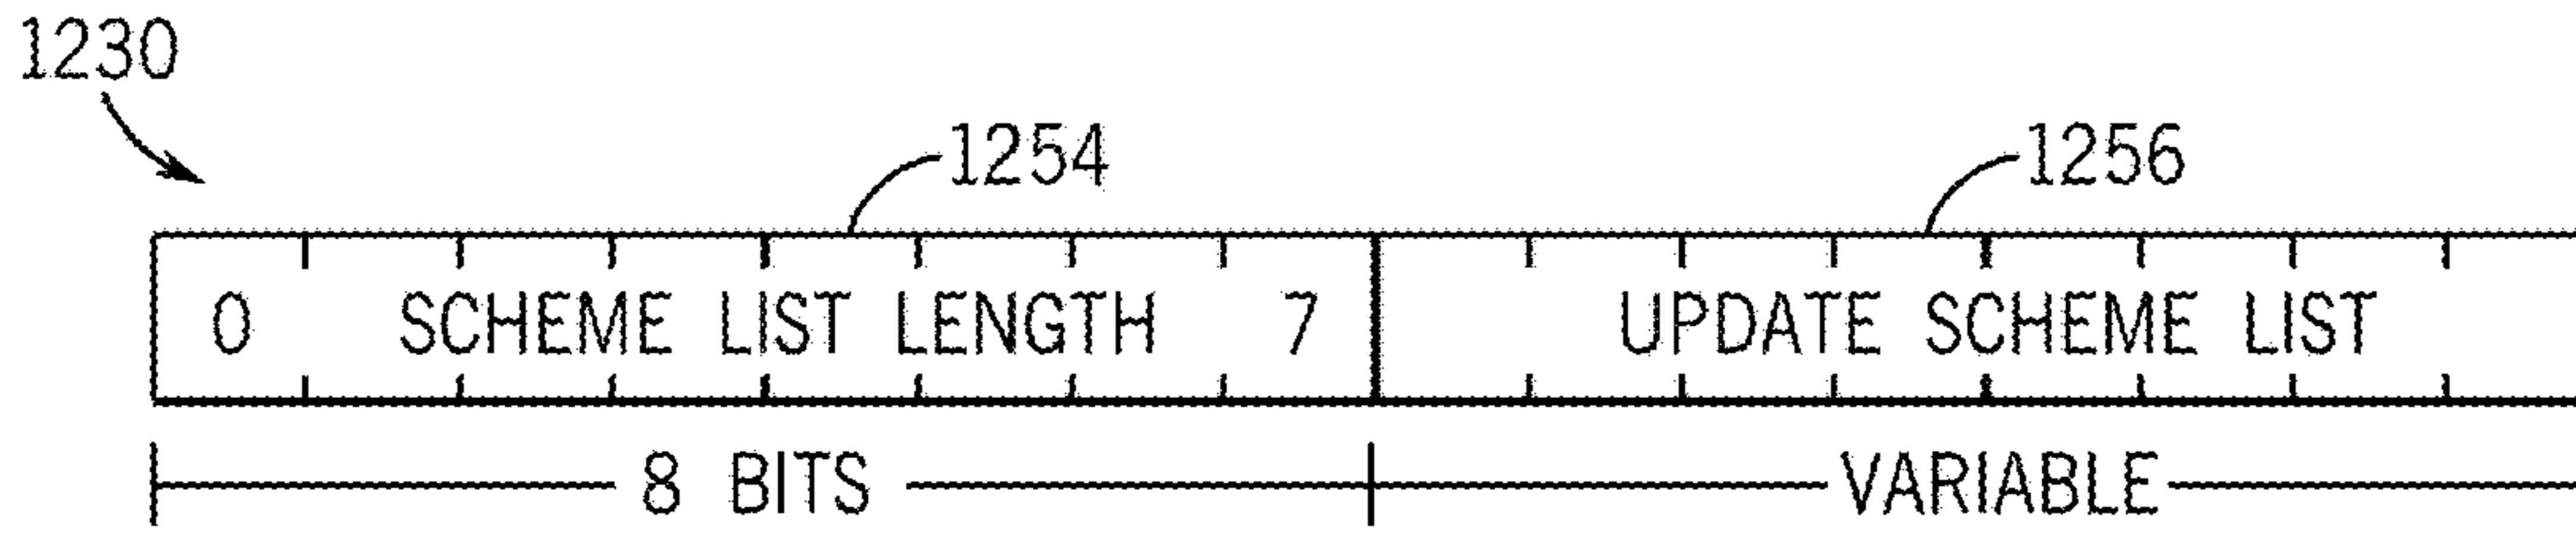 1230
1254
1256
0 SCHEME LIST LENGTH 7 UPDATE SCHEME LIST
8 BITS VARIABLE